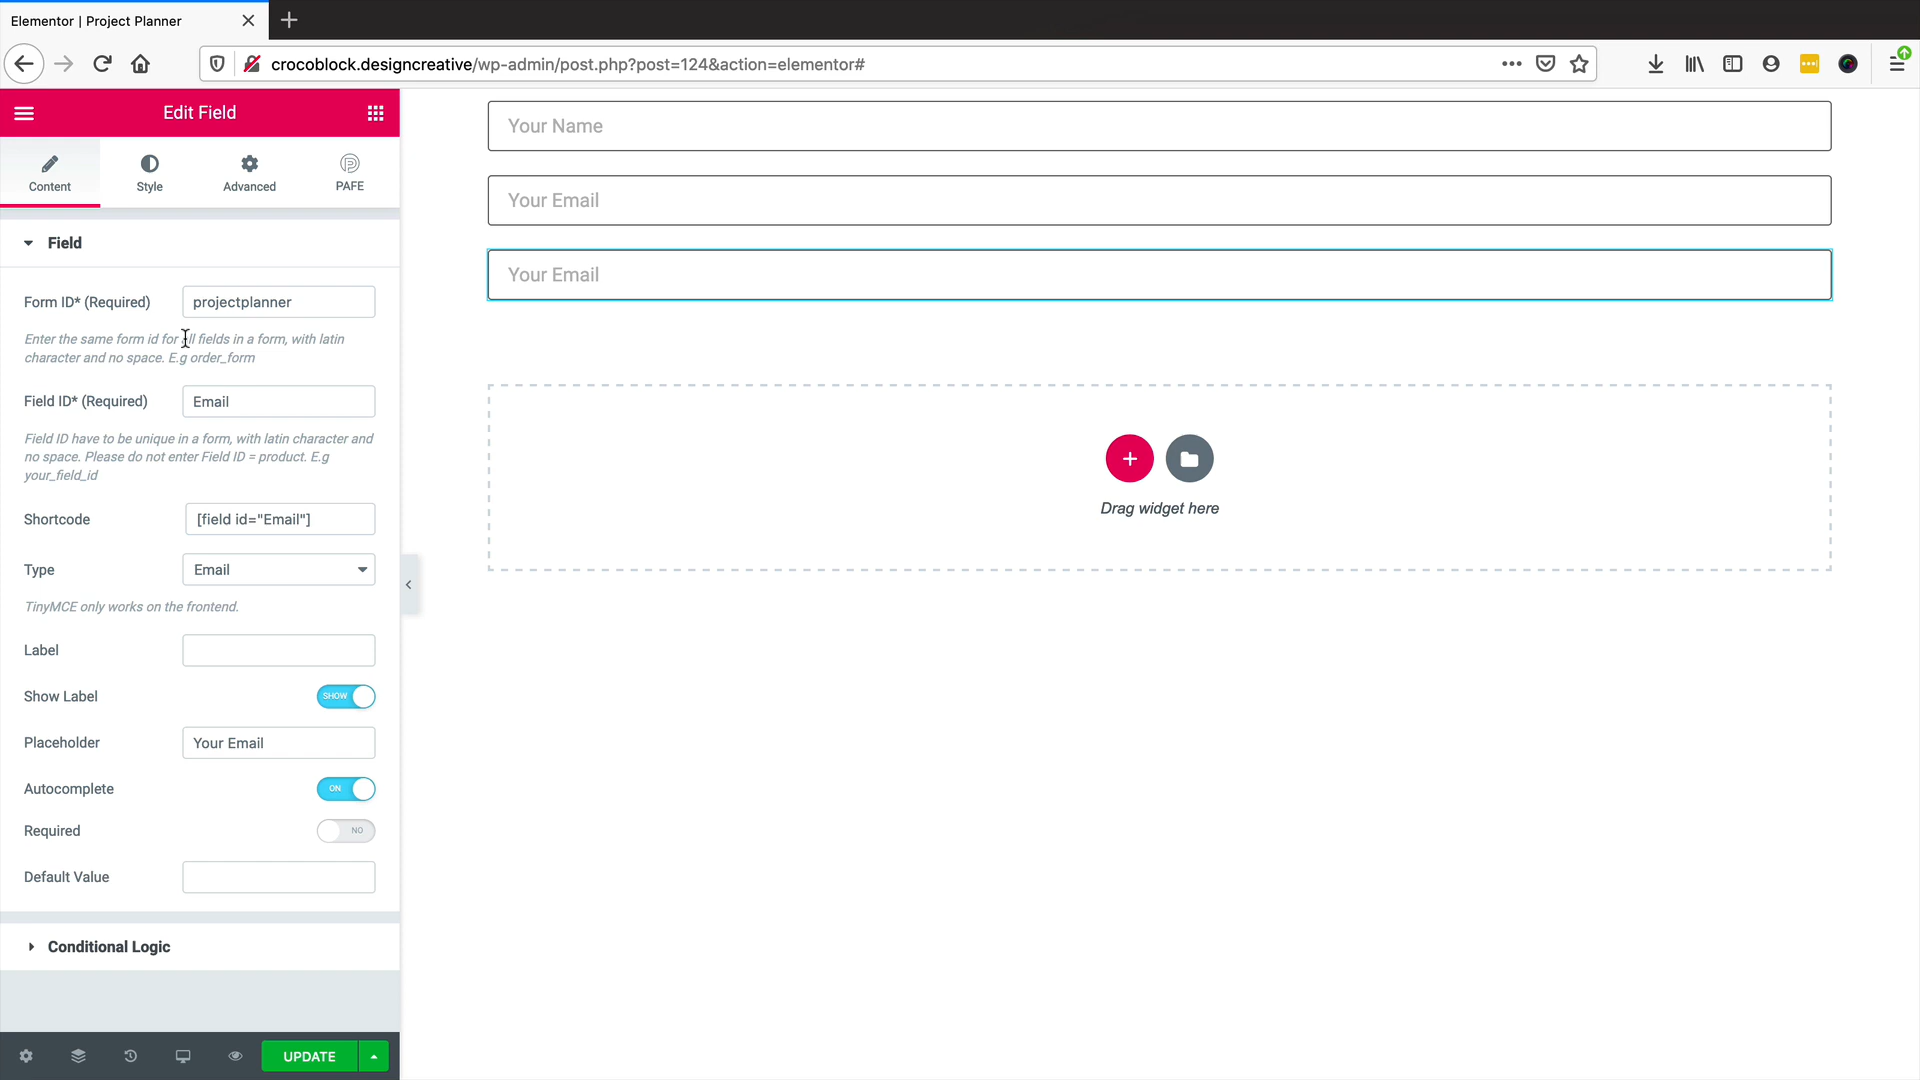 Elementor | Project Planner
crocoblock.designcreative/wp-admin/post.php?post=124&action=elementor#
Edit Field
Content
Style
Advanced
PAFE
Field
Form ID* (Required)
projectplanner
Enter the same form id for all fields in a form, with latin
character and no space. E.g order_form
Field ID* (Required)
Email
Field ID have to be unique in a form, with latin character and
no space. Please do not enter Field ID = product. E.g
your_field_id
Shortcode
[field id="Email"]
Type
Email
TinyMCE only works on the frontend.
Label
Show Label
SHOW
Placeholder
Your Email
Autocomplete
ON
Required
NO
Default Value
Conditional Logic
UPDATE
Your Name
Your Email
Your Email
Drag widget here